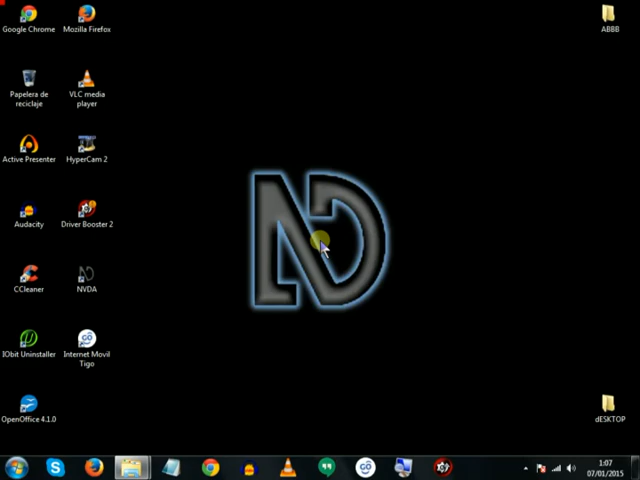 Google Chrome
Mozilla Firefox
ABBB
Papelera de
reciclaje
VLC media
player
Active Presenter
HyperCam 2
Audacity
Driver Booster 2
CCleaner
NVDA
IObit Uninstaller
Internet Movil
Tigo
OpenOffice 4.1.0
dESKTOP
1:07
07/01/2015